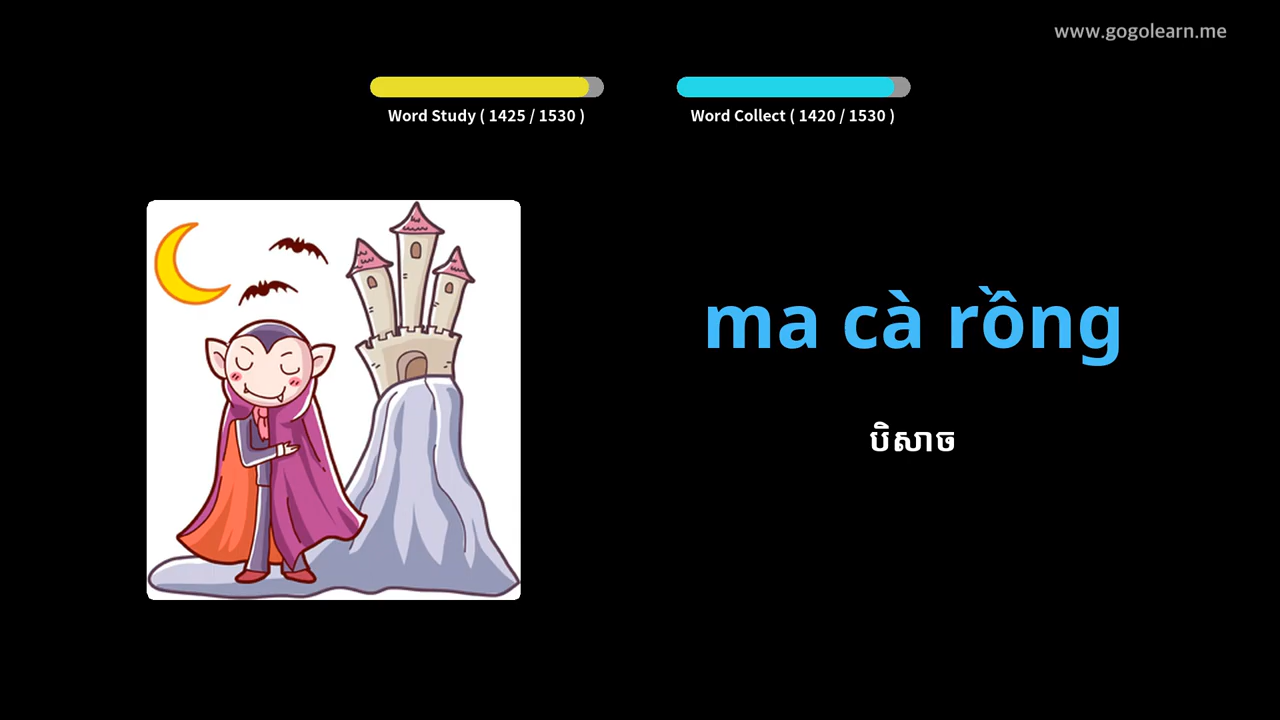 www.gogolearn.me
Word Study ( 1425 / 1530 )
Word Collect ( 1420 / 1530 )
ma cà rồng
បិសាច